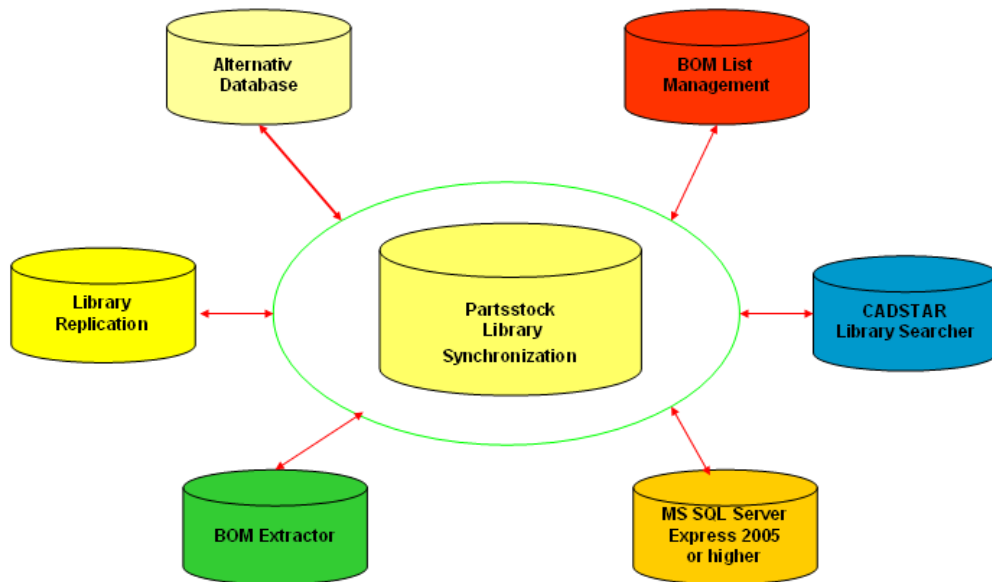 Alternativ
Database
BOM List
Management
Library
Replication
Partsstock
Library
Synchronization
CADSTAR
Library Searcher
BOM Extractor
MS SQL Server
Express 2005
or higher